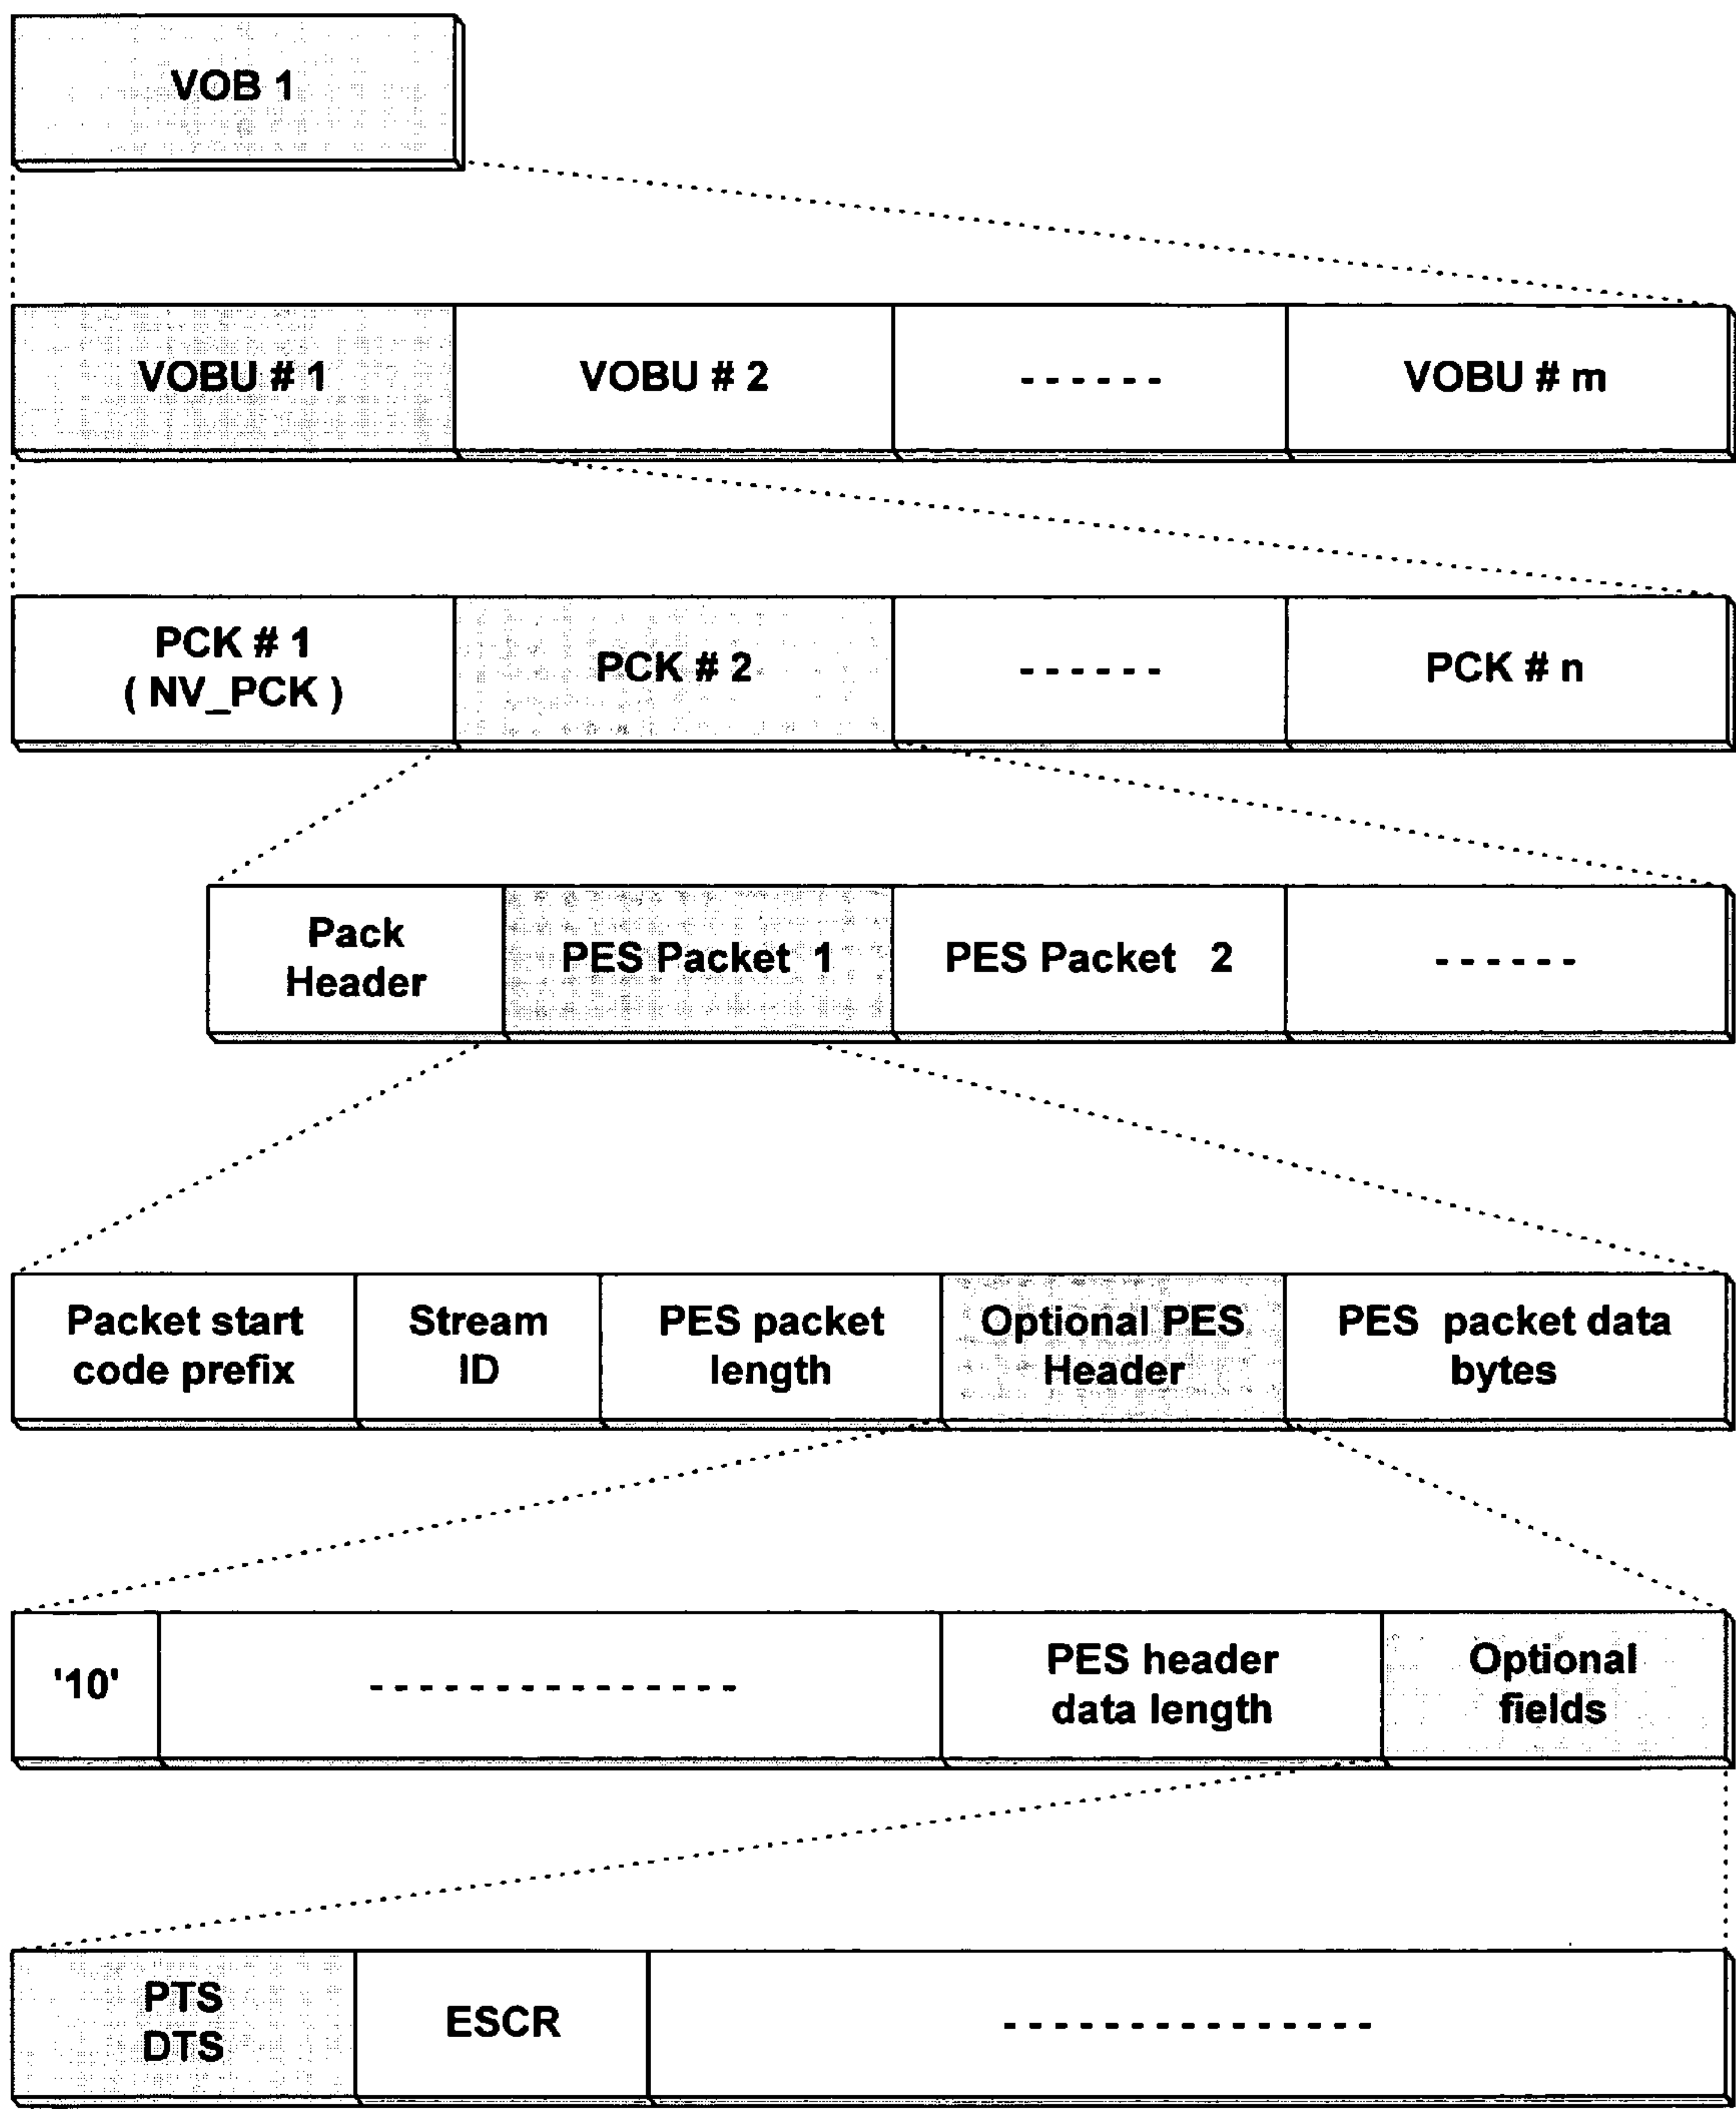 VOB 1
VOBU # 1
VOBU # 2
------
VOBU # m
PCK # 1
( NV_PCK )
PCK # 2
------
PCK # n
Pack
Header
PES Packet 1
PES Packet 2
------
Packet start
code prefix
Stream
ID
PES packet
length
Optional PES
Header
PES packet data
bytes
'10'
---------------
PES header
data length
Optional
fields
PTS
DTS
ESCR
---------------